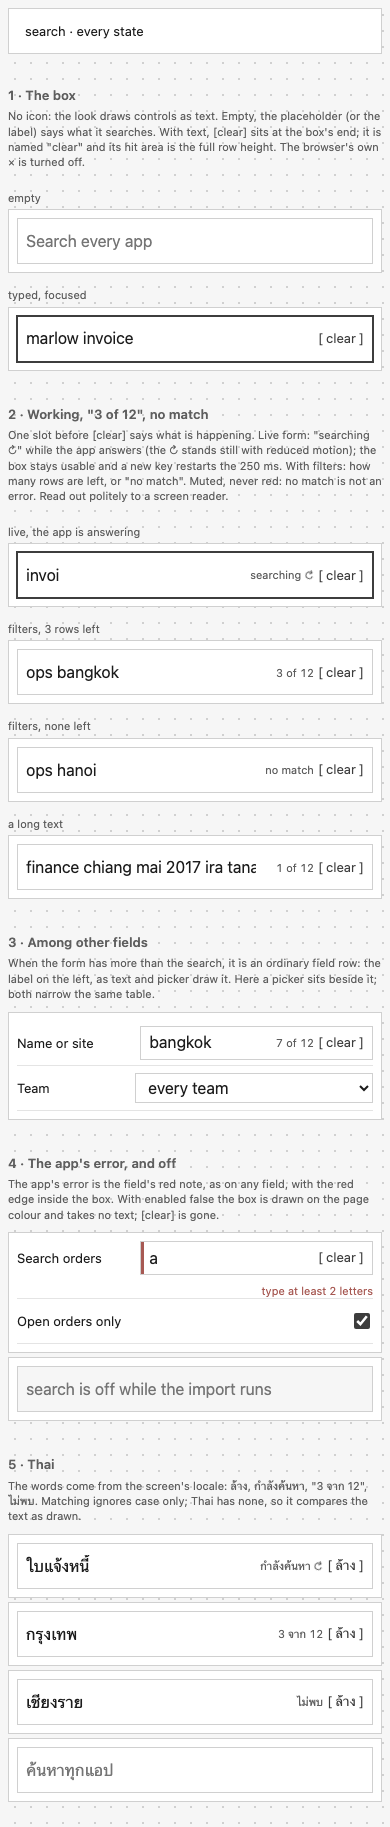 search · every state
1 · The box
No icon: the look draws controls as text. Empty, the placeholder (or the
label) says what it searches. With text, [clear] sits at the box's end; it is
named "clear" and its hit area is the full row height. The browser's own
× is turned off.
empty
Search every app
typed, focused
marlow invoice [ clear ]
2 · Working, "3 of 12", no match
One slot before [clear] says what is happening. Live form: "searching
↻" while the app answers (the ↻ stands still with reduced motion); the
box stays usable and a new key restarts the 250 ms. With filters: how
many rows are left, or "no match". Muted, never red: no match is not an
error. Read out politely to a screen reader.
live, the app is answering
invoi searching ↻ [ clear ]
filters, 3 rows left
ops bangkok 3 of 12 [ clear ]
filters, none left
ops hanoi no match [ clear ]
a long text
finance chiang mai 2017 ira tana 1 of 12 [ clear ]
3 · Among other fields
When the form has more than the search, it is an ordinary field row: the
label on the left, as text and picker draw it. Here a picker sits beside it;
both narrow the same table.
Name or site bangkok 7 of 12 [ clear ]
Team every team
4 · The app's error, and off
The app's error is the field's red note, as on any field, with the red
edge inside the box. With enabled false the box is drawn on the page
colour and takes no text; [clear] is gone.
Search orders a [ clear ]
type at least 2 letters
Open orders only
search is off while the import runs
5 · Thai
The words come from the screen's locale: ล้าง, กำลังค้นหา, "3 จาก 12",
ไม่พบ. Matching ignores case only; Thai has none, so it compares the
text as drawn.
ใบแจ้งหนี้ กำลังค้นหา ↻ [ ล้าง ]
กรุงเทพ 3 จาก 12 [ ล้าง ]
เชียงราย ไม่พบ [ ล้าง ]
ค้นหาทุกแอป